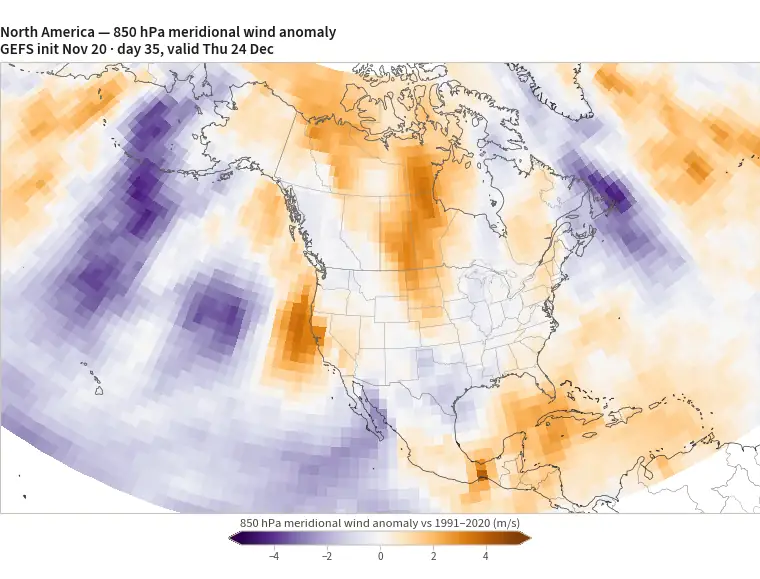 North America — 850 hPa meridional wind anomaly
GEFS init Nov 20 · day 35, valid Thu 24 Dec
850 hPa meridional wind anomaly vs 1991–2020 (m/s)
−4 −2 0 2 4